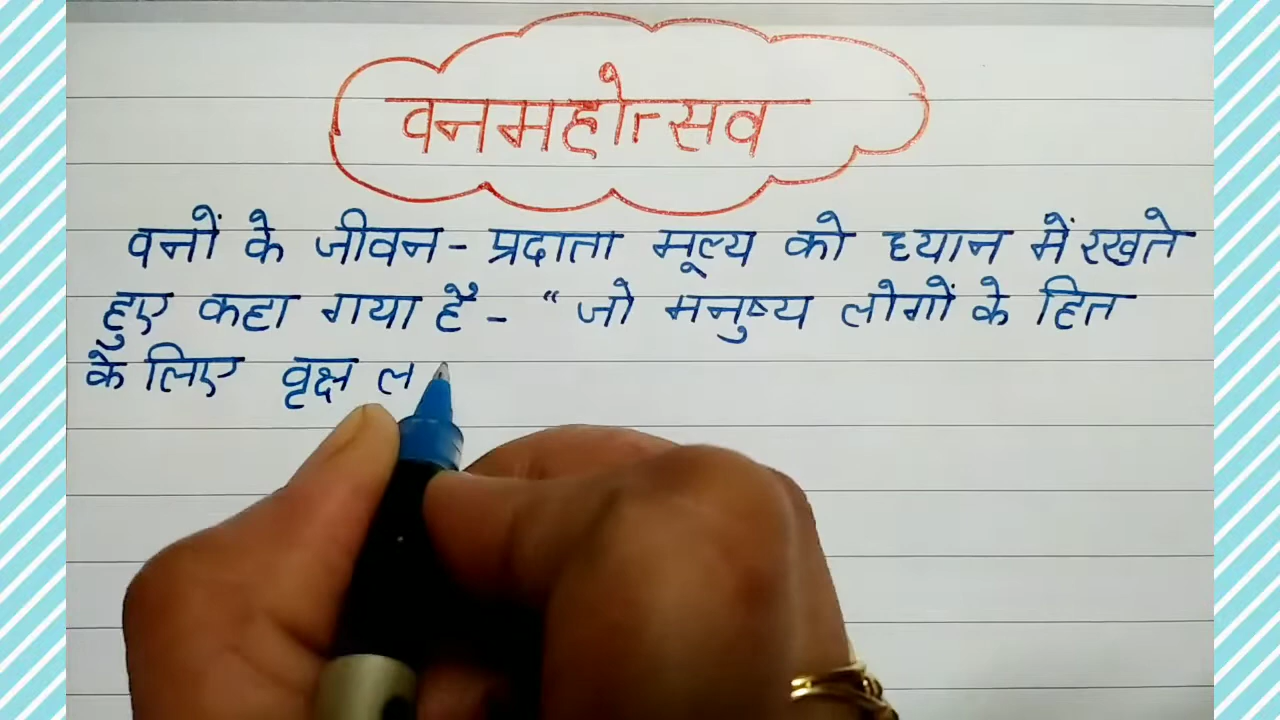 वनमहोत्सव
वनों के जीवन - प्रदाता मूल्य को ध्यान में रखते
हुए कहा गया है - “ जो मनुष्य लोगों के हित
के लिए वृक्ष ल